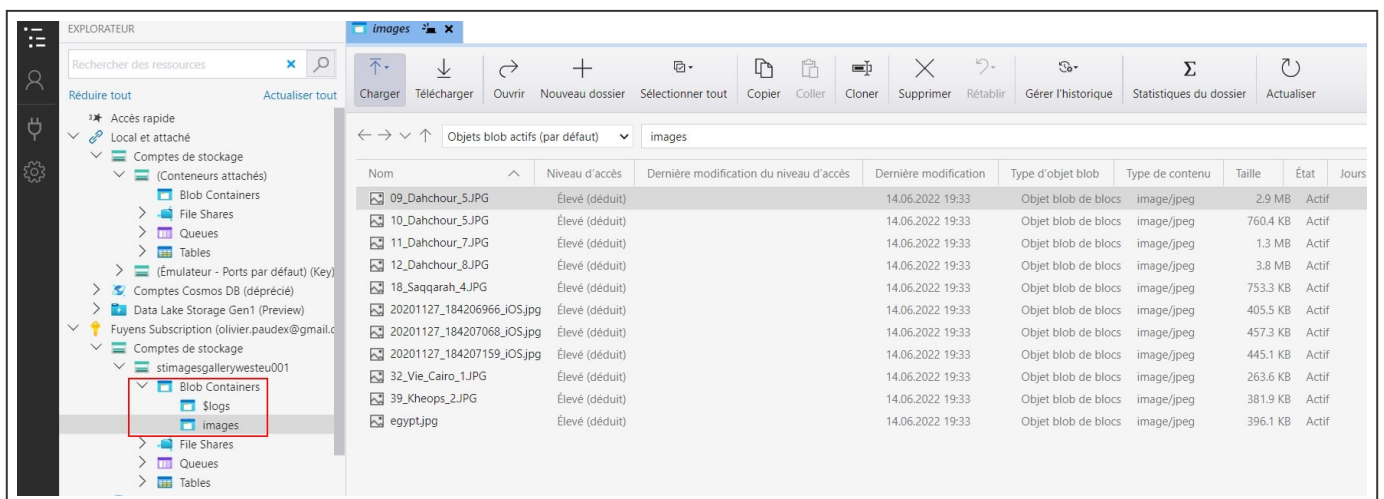 EXPLORATEUR
Rechercher des ressources
Réduire tout Actualiser tout
Accès rapide
Local et attaché
Comptes de stockage
(Conteneurs attachés)
Blob Containers
File Shares
Queues
Tables
(Émulateur - Ports par défaut) (Key)
Comptes Cosmos DB (déprécié)
Data Lake Storage Gen1 (Preview)
Fuyens Subscription (olivier.paudex@gmail.c
Comptes de stockage
stimagesgallerywesteu001
Blob Containers
$logs
images
File Shares
Queues
Tables
images
Charger Télécharger Ouvrir Nouveau dossier Sélectionner tout Copier Coller Cloner Supprimer Rétablir Gérer l'historique Statistiques du dossier Actualiser
Objets blob actifs (par défaut) images
Nom Niveau d'accès Dernière modification du niveau d'accès Dernière modification Type d'objet blob Type de contenu Taille État Jours
09_Dahchour_5.JPG Élevé (déduit) 14.06.2022 19:33 Objet blob de blocs image/jpeg 2.9 MB Actif
10_Dahchour_5.JPG Élevé (déduit) 14.06.2022 19:33 Objet blob de blocs image/jpeg 760.4 KB Actif
11_Dahchour_7.JPG Élevé (déduit) 14.06.2022 19:33 Objet blob de blocs image/jpeg 1.3 MB Actif
12_Dahchour_8.JPG Élevé (déduit) 14.06.2022 19:33 Objet blob de blocs image/jpeg 3.8 MB Actif
18_Saqqarah_4.JPG Élevé (déduit) 14.06.2022 19:33 Objet blob de blocs image/jpeg 753.3 KB Actif
20201127_184206966_iOS.jpg Élevé (déduit) 14.06.2022 19:33 Objet blob de blocs image/jpeg 405.5 KB Actif
20201127_184207068_iOS.jpg Élevé (déduit) 14.06.2022 19:33 Objet blob de blocs image/jpeg 457.3 KB Actif
20201127_184207159_iOS.jpg Élevé (déduit) 14.06.2022 19:33 Objet blob de blocs image/jpeg 445.1 KB Actif
32_Vie_Cairo_1.JPG Élevé (déduit) 14.06.2022 19:33 Objet blob de blocs image/jpeg 263.6 KB Actif
39_Kheops_2.JPG Élevé (déduit) 14.06.2022 19:33 Objet blob de blocs image/jpeg 381.9 KB Actif
egypt.jpg Élevé (déduit) 14.06.2022 19:33 Objet blob de blocs image/jpeg 396.1 KB Actif